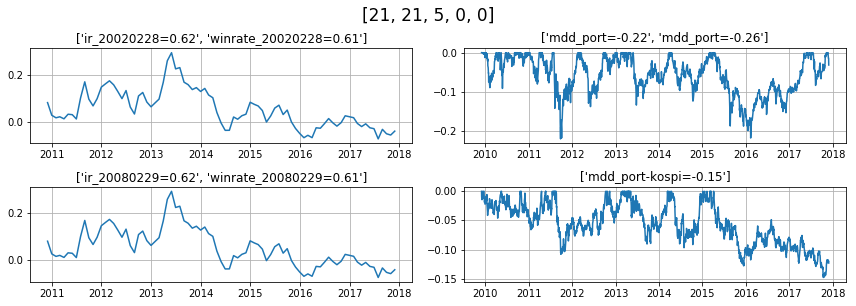 [21, 21, 5, 0, 0]
['ir_20020228=0.62', 'winrate_20020228=0.61']
0.2
0.0
2011 2012 2013 2014 2015 2016 2017 2018
['mdd_port=-0.22', 'mdd_port=-0.26']
0.0
−0.1
−0.2
2010 2011 2012 2013 2014 2015 2016 2017 2018
['ir_20080229=0.62', 'winrate_20080229=0.61']
0.2
0.0
2011 2012 2013 2014 2015 2016 2017 2018
['mdd_port-kospi=-0.15']
0.00
−0.05
−0.10
−0.15
2010 2011 2012 2013 2014 2015 2016 2017 2018